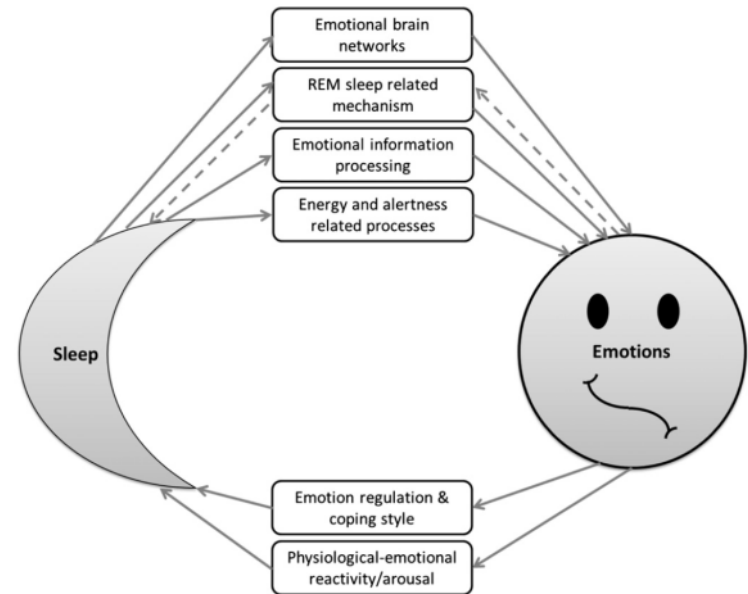 Emotional brain
networks
REM sleep related
mechanism
Emotional information
processing
Energy and alertness
related processes
Sleep
Emotions
Emotion regulation &
coping style
Physiological-emotional
reactivity/arousal